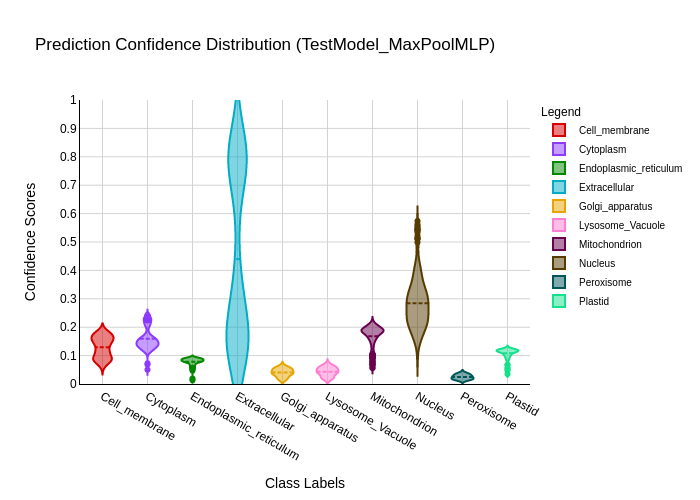 Prediction Confidence Distribution (TestModel_MaxPoolMLP)
Legend
Cell_membrane
Cytoplasm
Endoplasmic_reticulum
Extracellular
Golgi_apparatus
Lysosome_Vacuole
Mitochondrion
Nucleus
Peroxisome
Plastid
Confidence Scores
1
0.9
0.8
0.7
0.6
0.5
0.4
0.3
0.2
0.1
0
Cell_membrane
Cytoplasm
Endoplasmic_reticulum
Extracellular
Golgi_apparatus
Lysosome_Vacuole
Mitochondrion
Nucleus
Peroxisome
Plastid
Class Labels